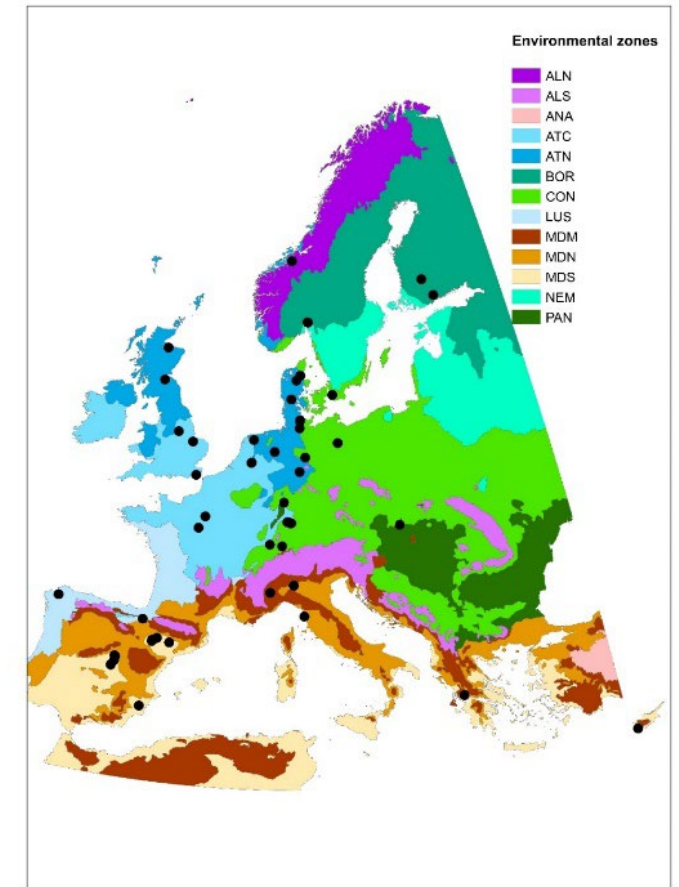 Environmental zones
ALN
ALS
ANA
ATC
ATN
BOR
CON
LUS
MDM
MDN
MDS
NEM
PAN